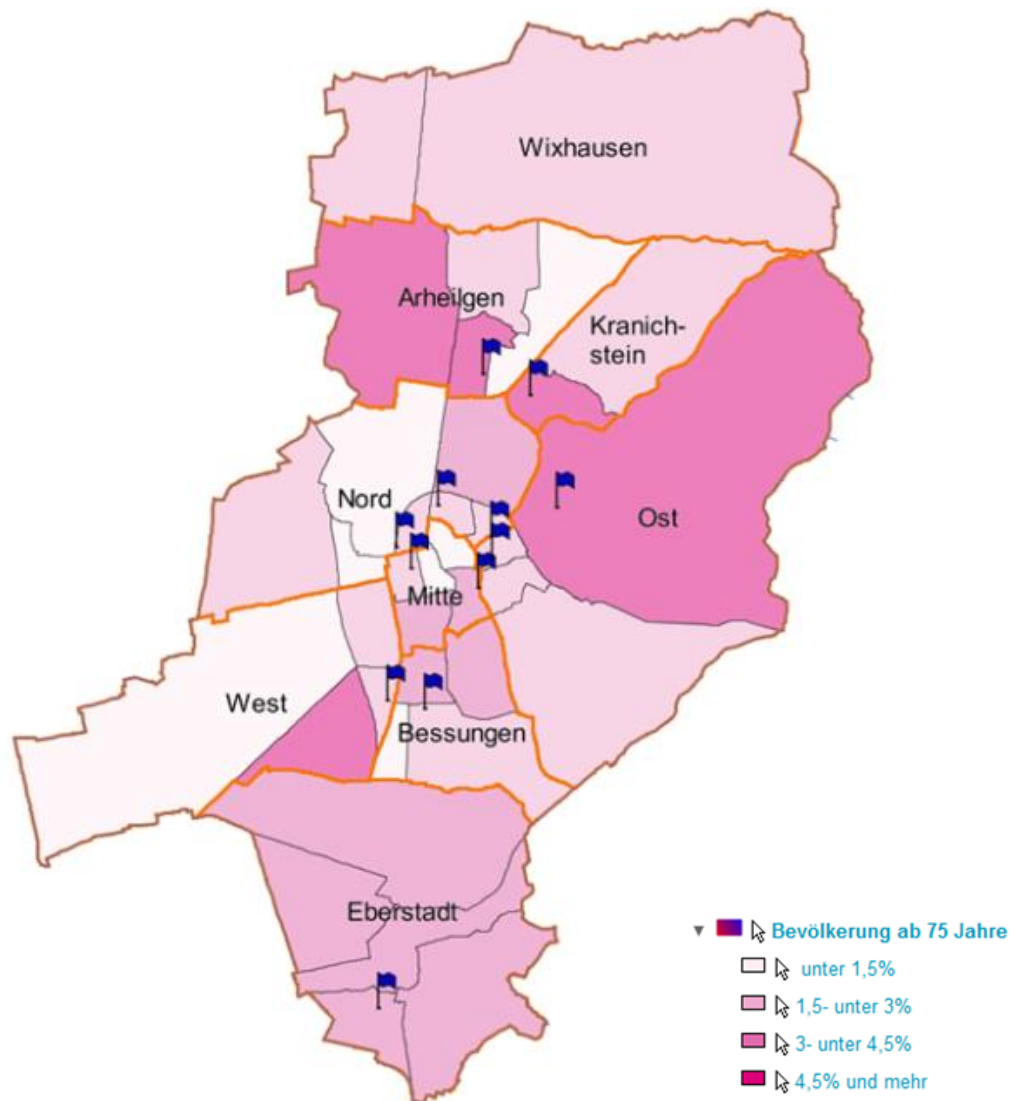 Wixhausen
Arheilgen
Kranich-
stein
Nord
Ost
Mitte
West
Bessungen
Eberstadt
Bevölkerung ab 75 Jahre
unter 1,5%
1,5- unter 3%
3- unter 4,5%
4,5% und mehr